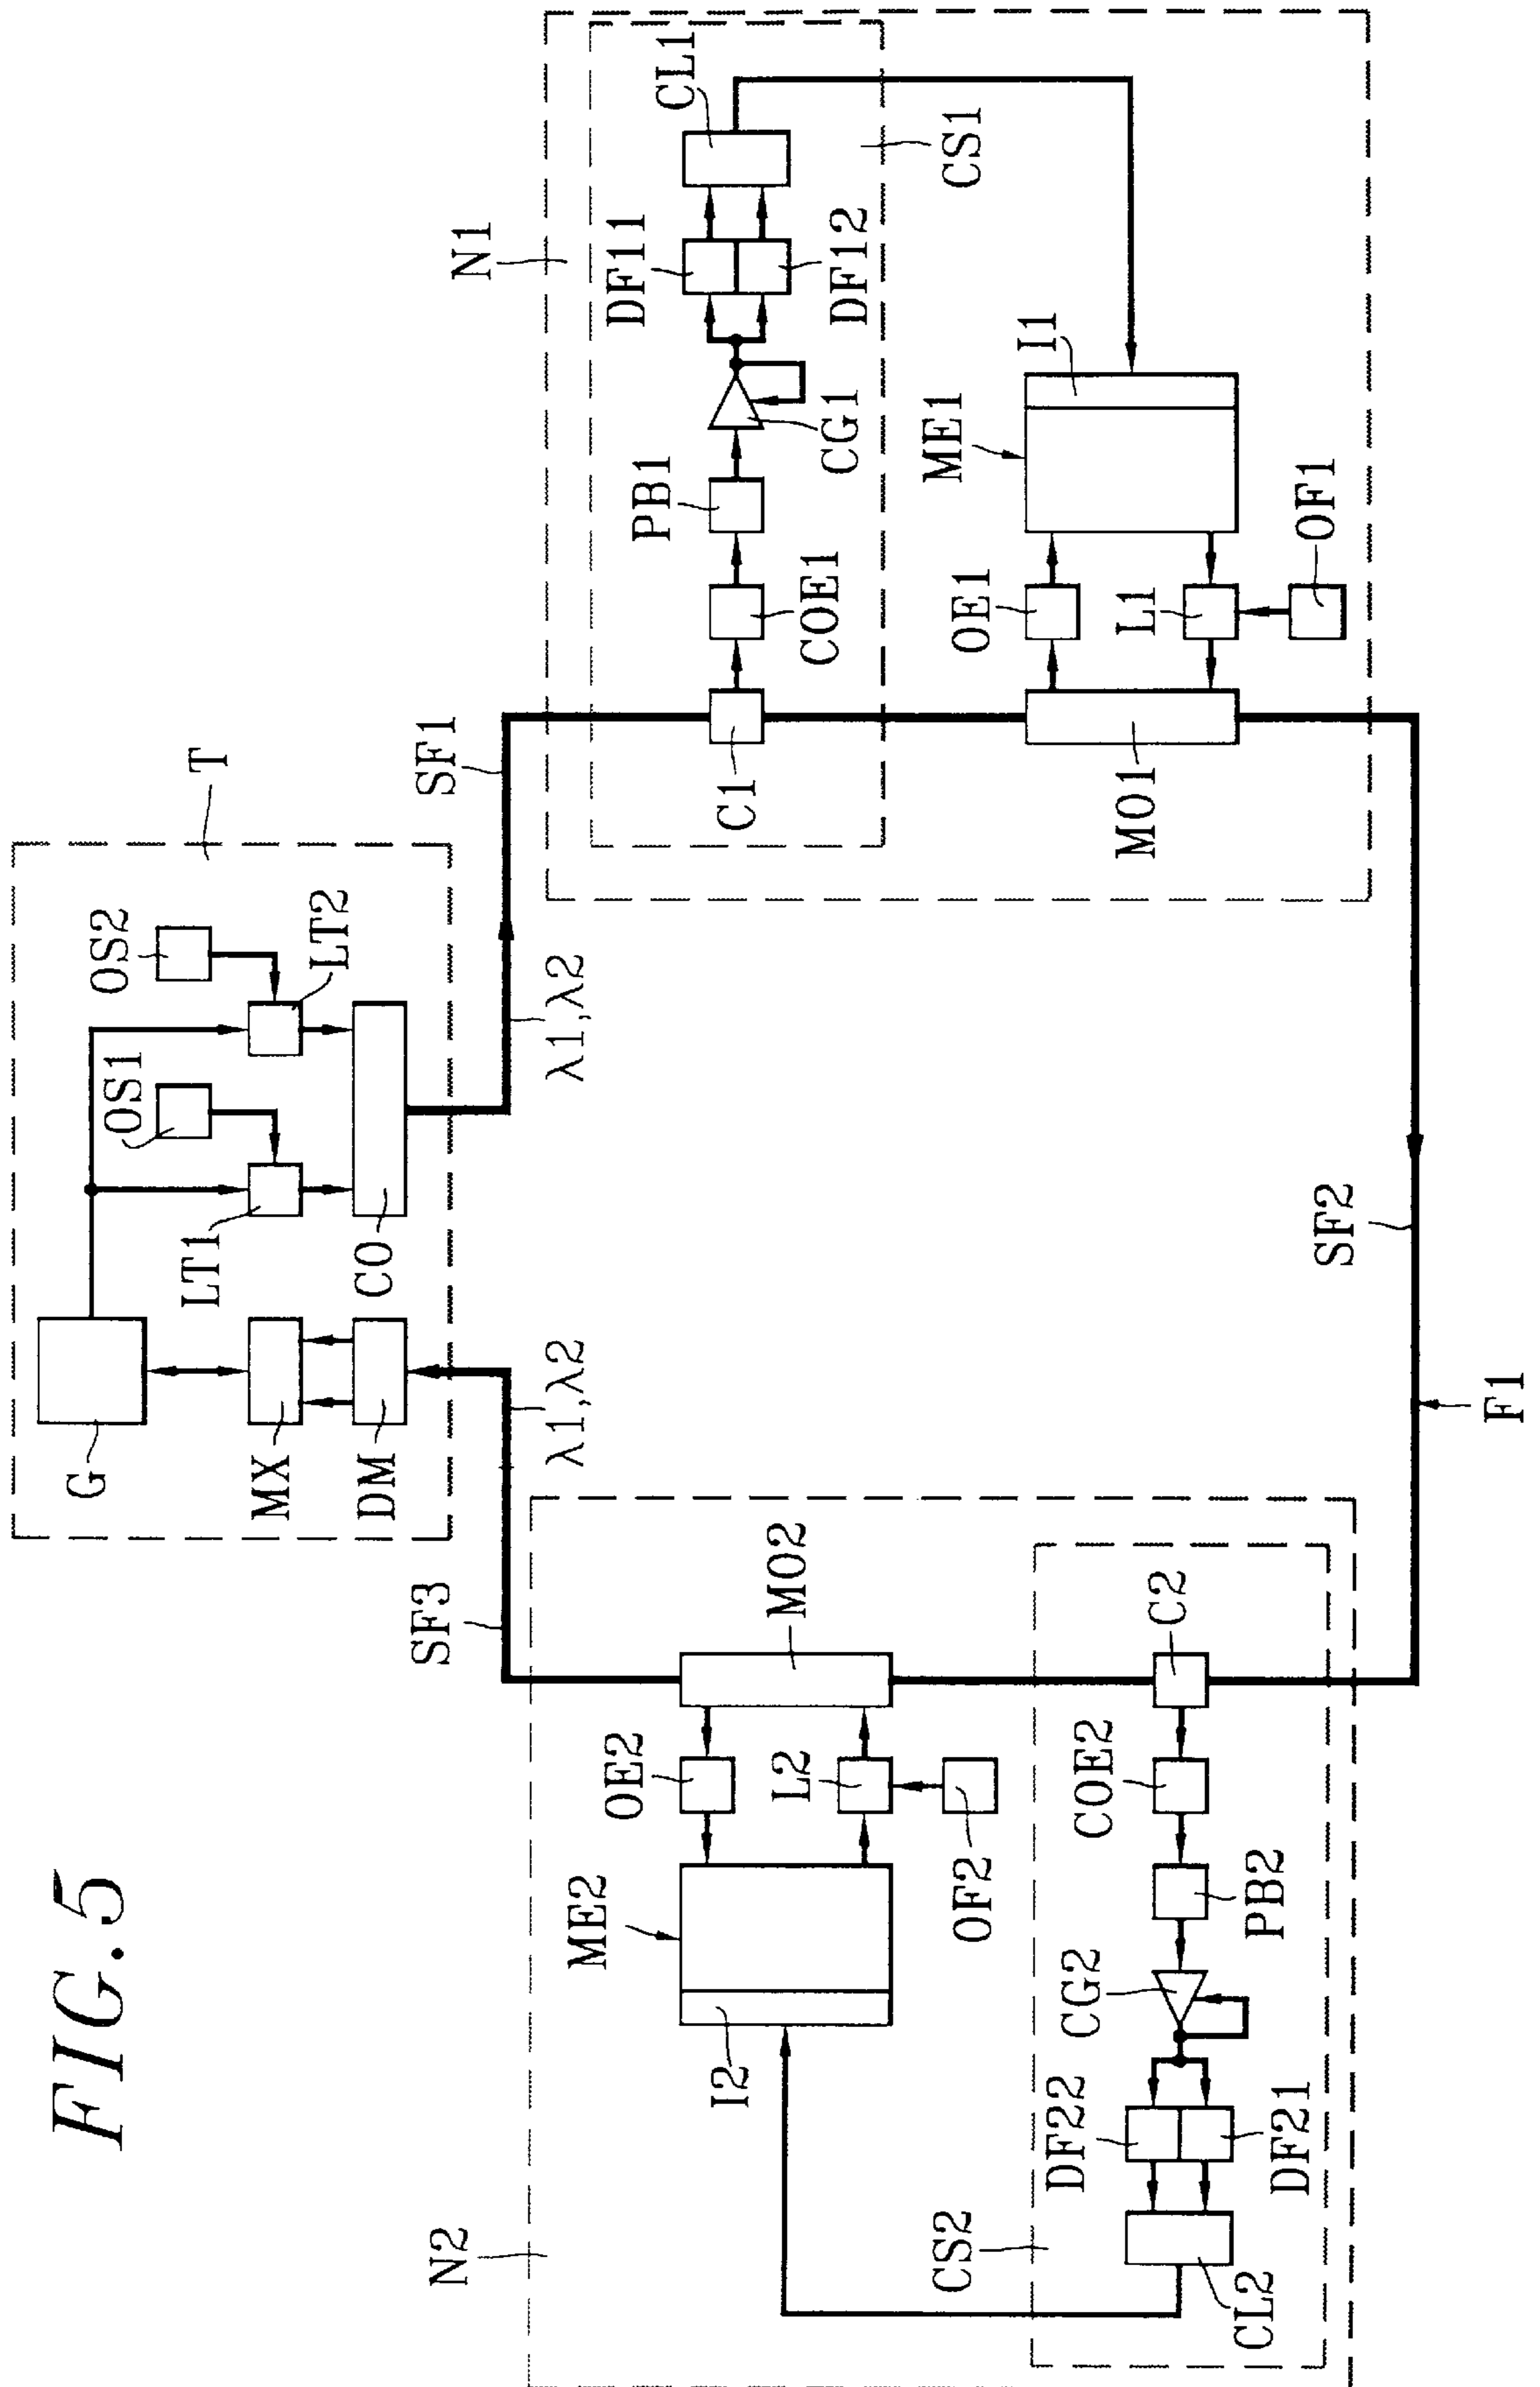 FIG.5
T
G
MX
DM
LT1
CO
OS1
OS2
LT2
λ1,λ2
λ1,λ2
SF1
SF3
SF2
F1
N1
CL1
CS1
DF11
DF12
CG1
PB1
COE1
C1
ME1
I1
OE1
L1
OF1
MO1
N2
MO2
OE2
L2
ME2
OF2
I2
C2
COE2
PB2
CG2
DF22
DF21
CS2
CL2